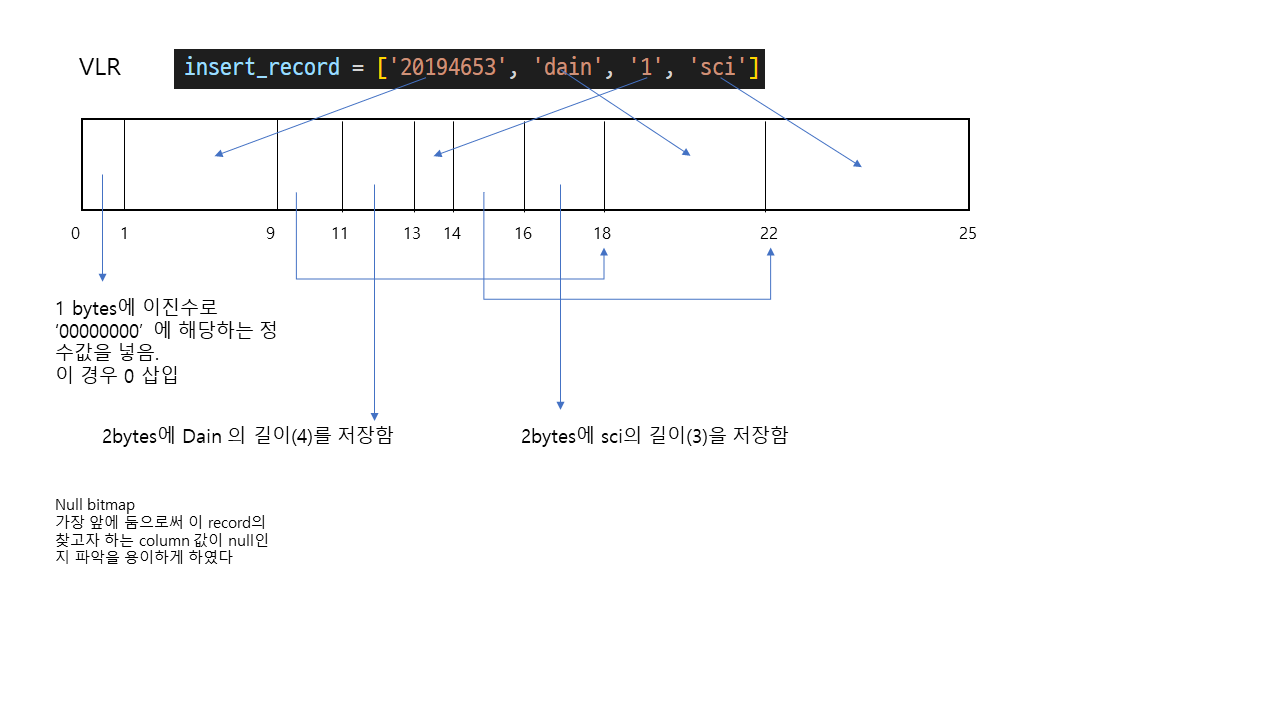 VLR
insert_record = ['20194653', 'dain', '1', 'sci']
0 1 9 11 13 14 16 18 22 25
1 bytes에 이진수로
‘00000000’ 에 해당하는 정
수값을 넣음.
이 경우 0 삽입
2bytes에 Dain 의 길이(4)를 저장함
2bytes에 sci의 길이(3)을 저장함
Null bitmap
가장 앞에 둠으로써 이 record의
찾고자 하는 column 값이 null인
지 파악을 용이하게 하였다